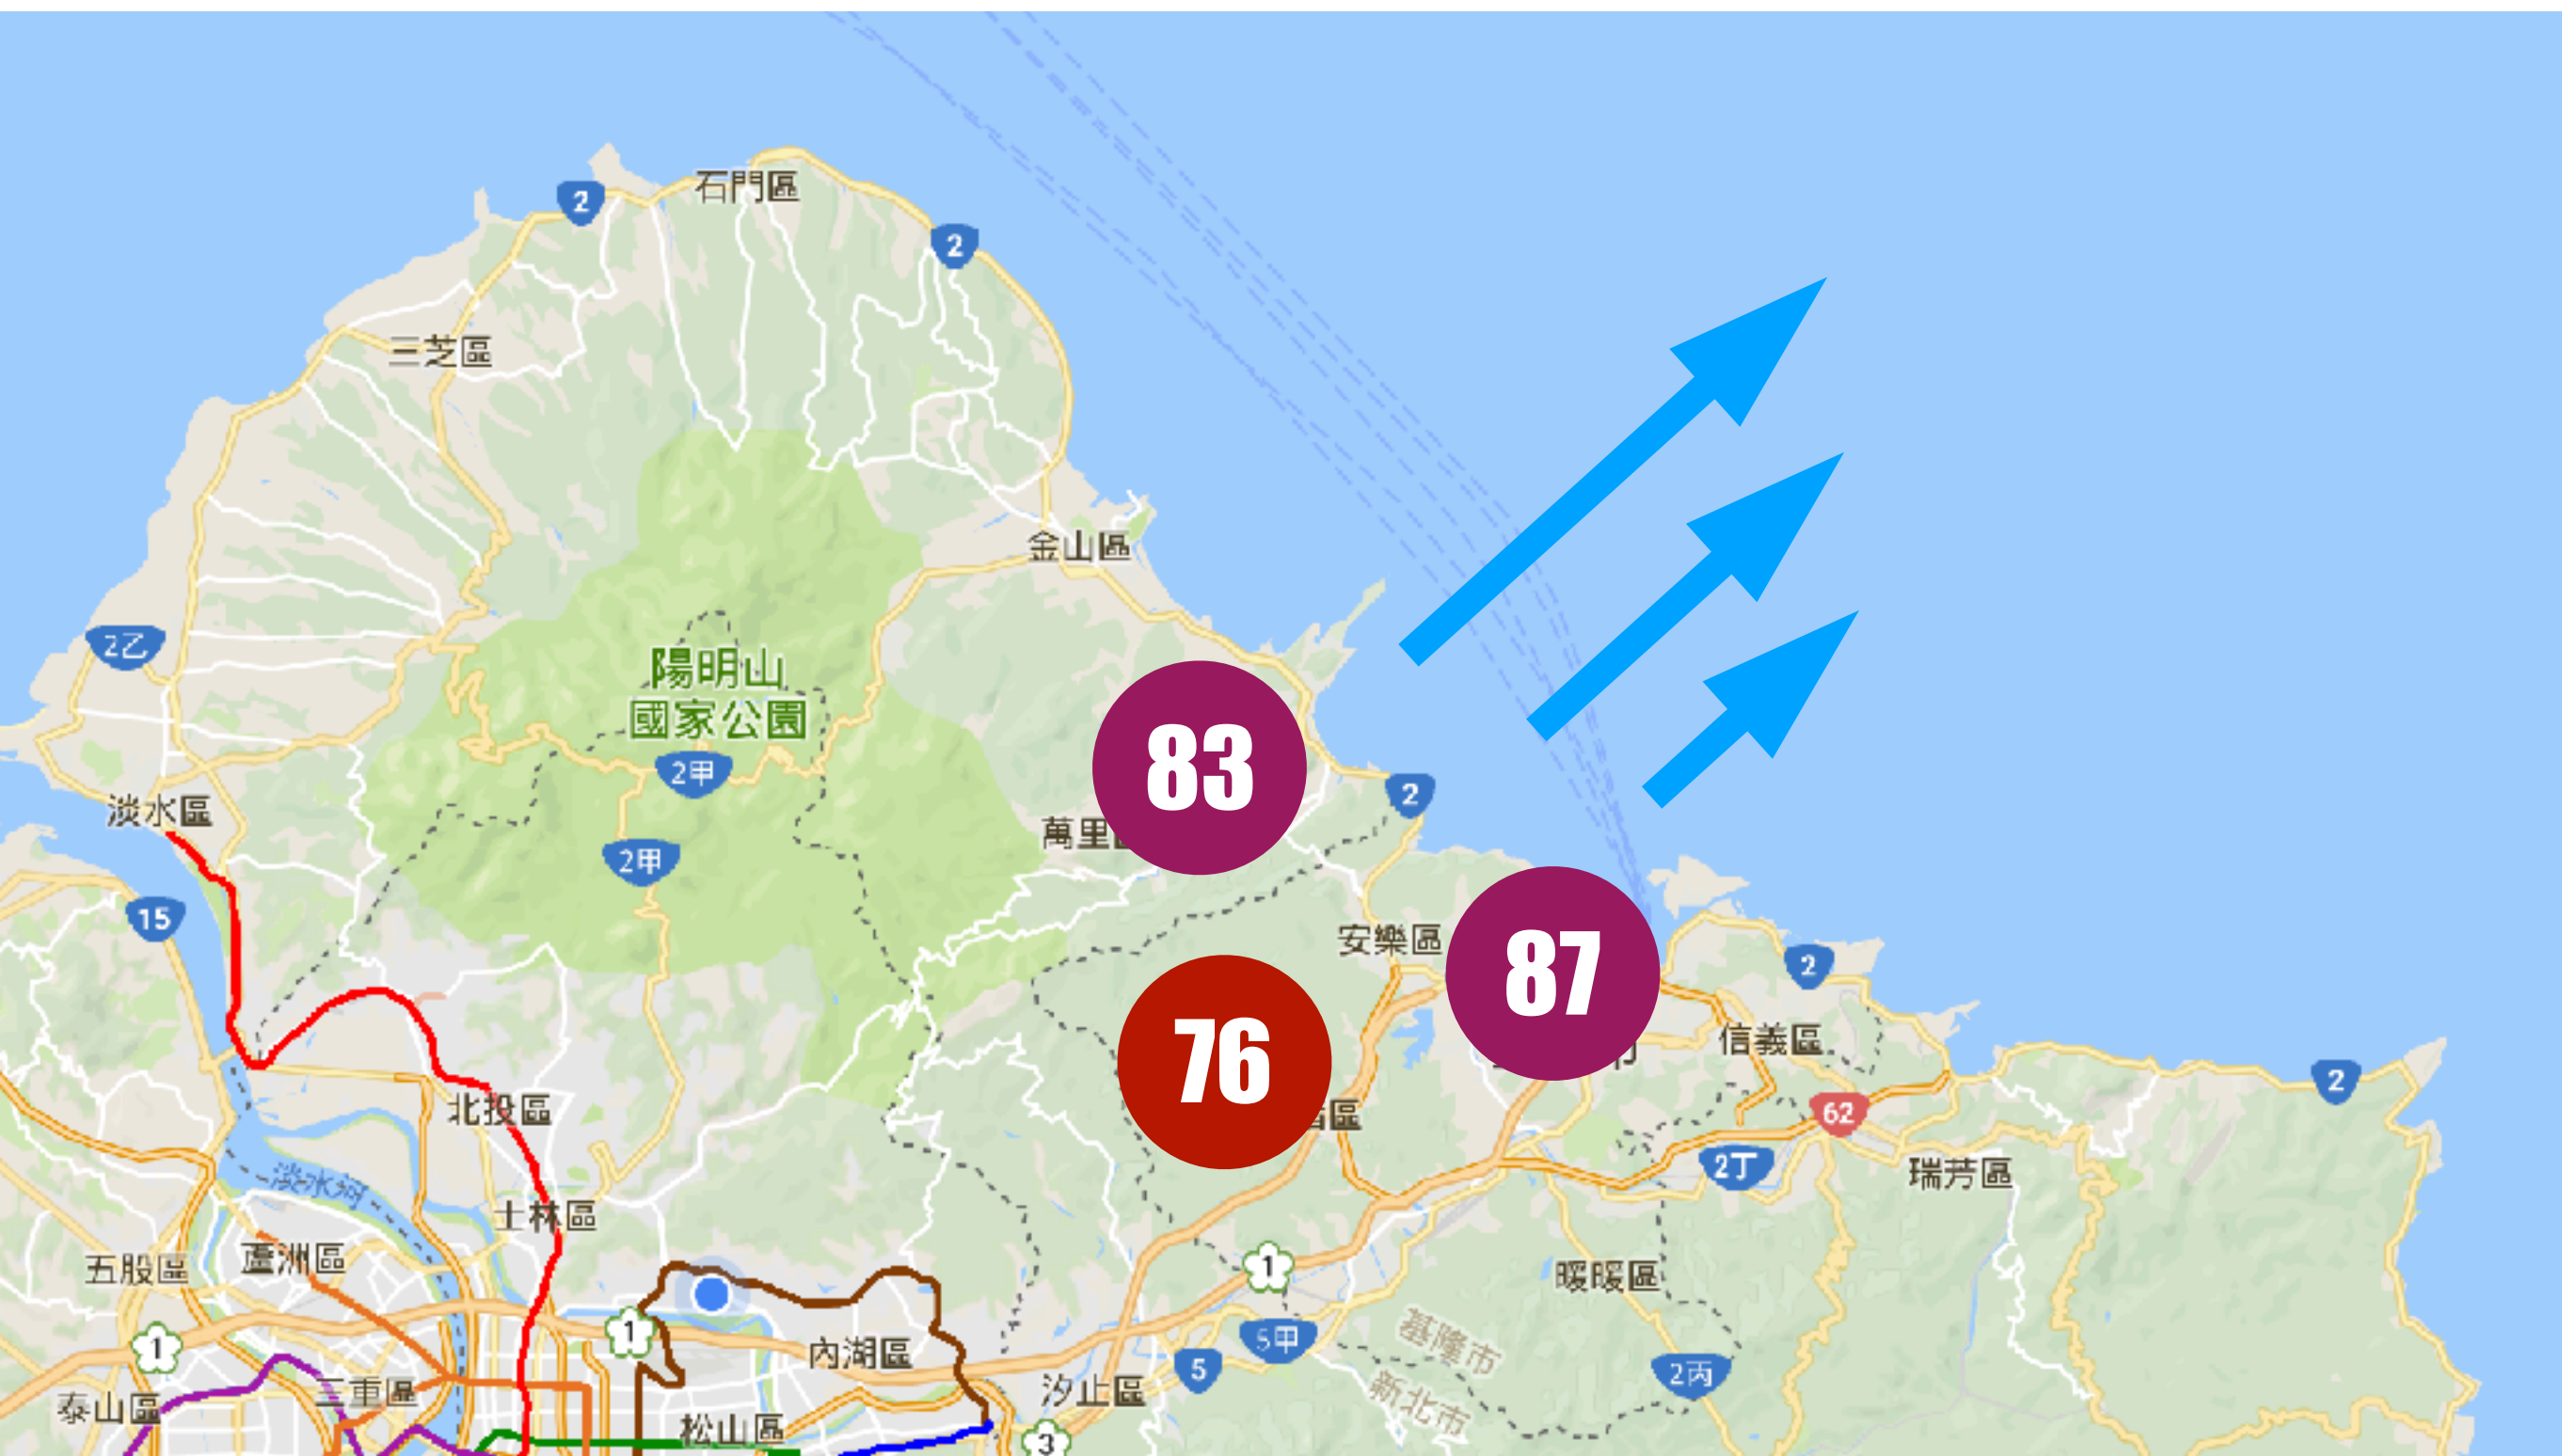 石門區
2
2
三芝區
金山區
2乙
陽明山
國家公園
83
2甲
2
淡水區
萬里
2甲
15
安樂區
87
2
76
信義區
2
62
北投區
區
2丁
瑞芳區
淡水河
士林區
五股區
蘆洲區
1
暖暖區
1
1
5甲
基隆市
內湖區
5
2丙
三重區
汐止區
新北市
泰山區
松山區
3